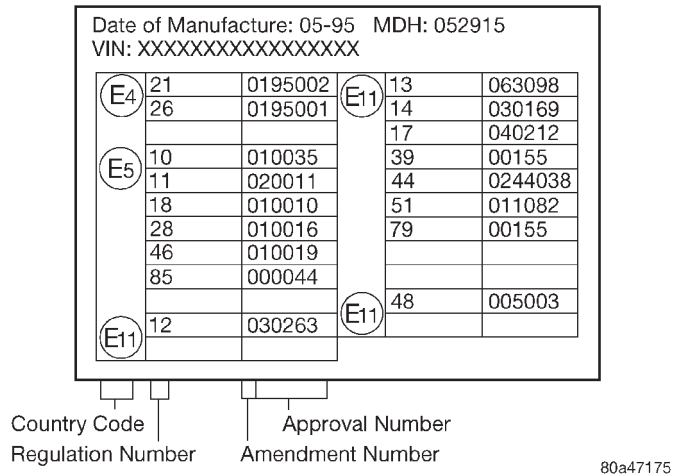 Date of Manufacture: 05-95 MDH: 052915
VIN: XXXXXXXXXXXXXXXXX
E4 21 0195002 E11 13 063098
26 0195001 14 030169
17 040212
E5 10 010035 39 00155
11 020011 44 0244038
18 010010 51 011082
28 010016 79 00155
46 010019
85 000044
E11 48 005003
E11 12 030263
Country Code Approval Number
Regulation Number Amendment Number
80a47175